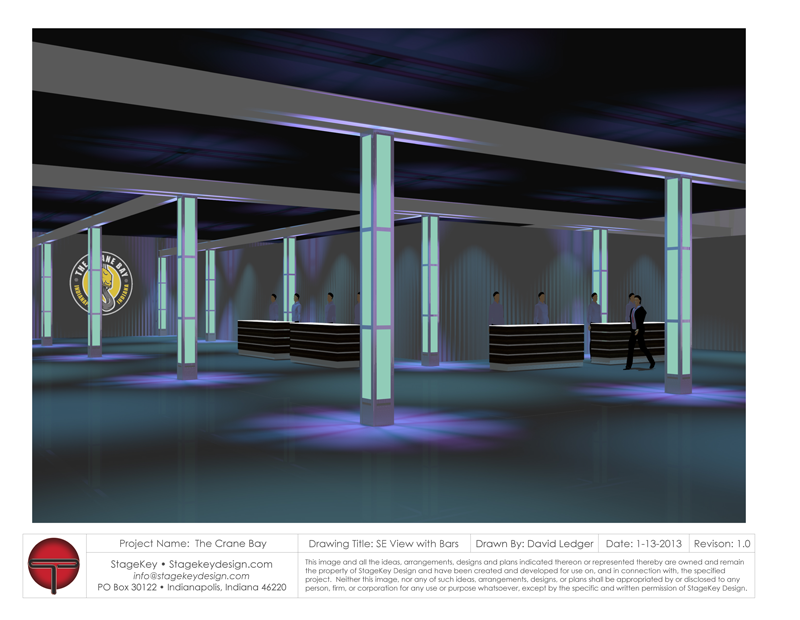 THE CRANE BAY
INDIANAPOLIS INDIANA
Project Name: The Crane Bay
Drawing Title: SE View with Bars
Drawn By: David Ledger
Date: 1-13-2013
Revison: 1.0
StageKey • Stagekeydesign.com
info@stagekeydesign.com
PO Box 30122 • Indianapolis, Indiana 46220
This image and all the ideas, arrangements, designs and plans indicated thereon or represented thereby are owned and remain
the property of StageKey Design and have been created and developed for use on, and in connection with, the specified
project. Neither this image, nor any of such ideas, arrangements, designs, or plans shall be appropriated by or disclosed to any
person, firm, or corporation for any use or purpose whatsoever, except by the specific and written permission of StageKey Design.